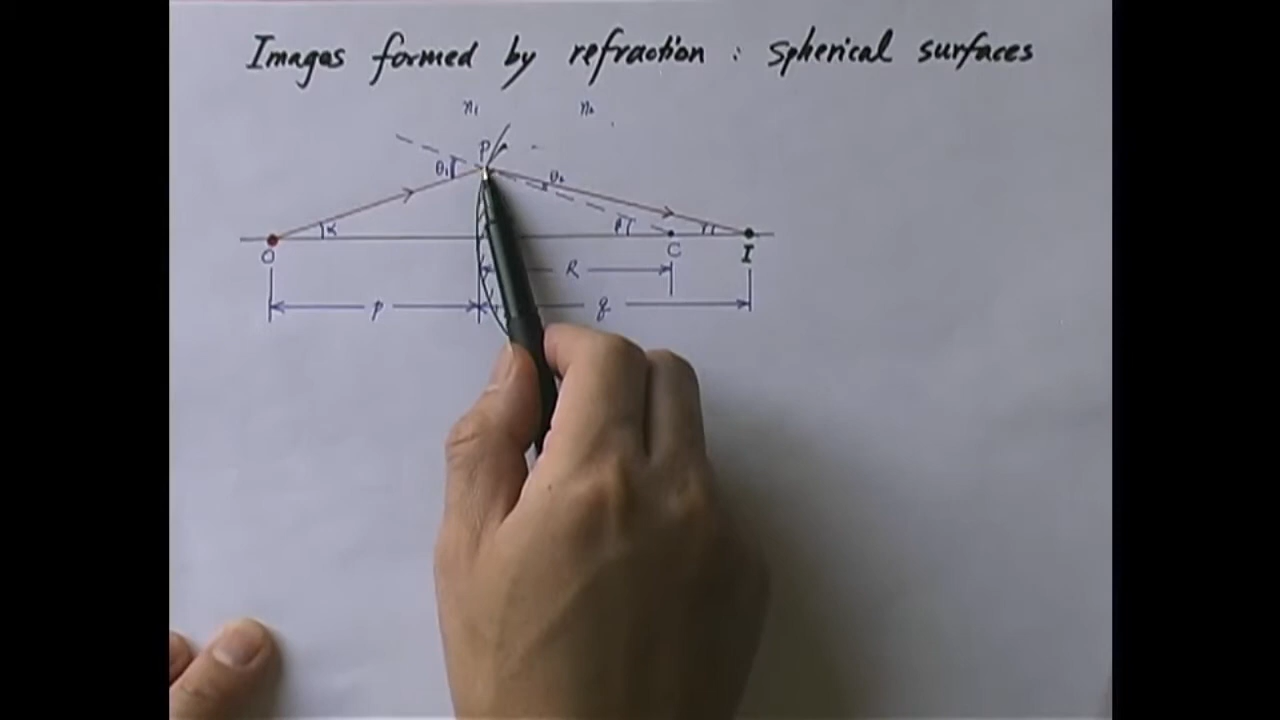 Images formed by refraction : spherical surfaces
n₁ n₂
P
θ₁ θ₂
α β γ
O C I
R
p q